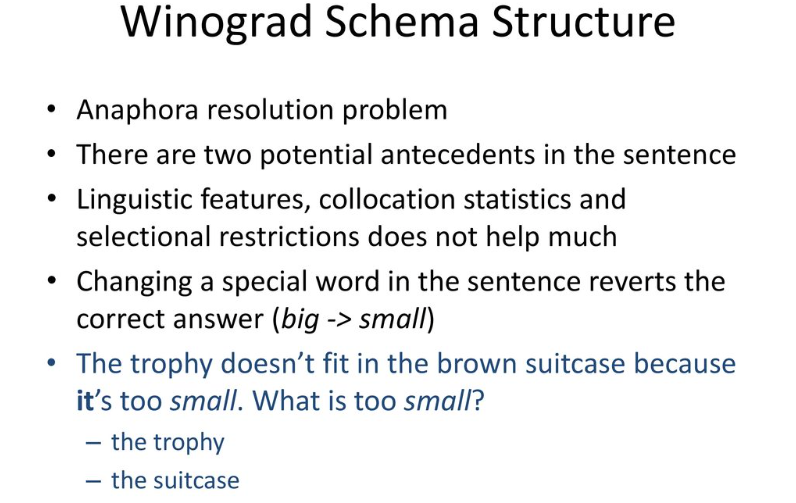 Winograd Schema Structure
• Anaphora resolution problem
• There are two potential antecedents in the sentence
• Linguistic features, collocation statistics and
selectional restrictions does not help much
• Changing a special word in the sentence reverts the
correct answer (big -> small)
• The trophy doesn’t fit in the brown suitcase because
it’s too small. What is too small?
– the trophy
– the suitcase